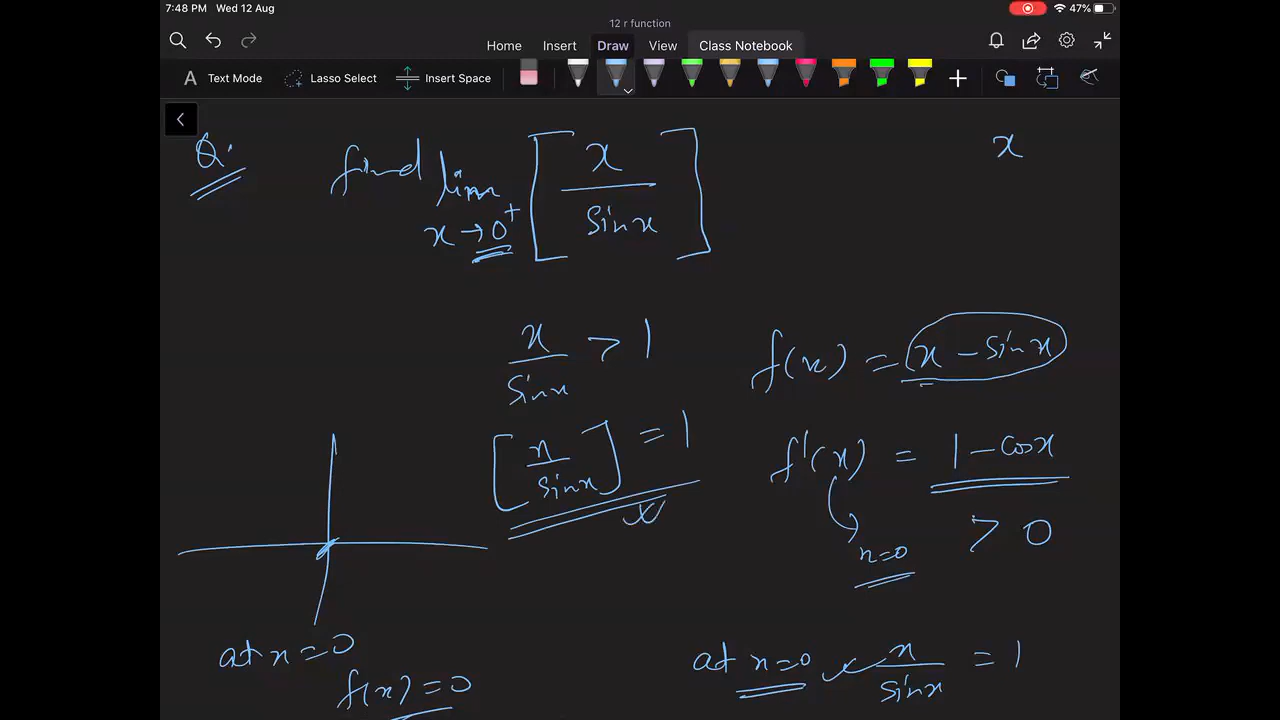 7:48 PM Wed 12 Aug 47%
12 r function
Home Insert Draw View Class Notebook
A Text Mode Lasso Select Insert Space
Q. find lim x→0⁺ [x / sinx] x
x / sinx > 1
f(x) = (x − sinx)
[x / sinx] = 1
f'(x) = 1 − cosx
x=0 > 0
at x=0
f(x) = 0
at x=0 x / sinx = 1